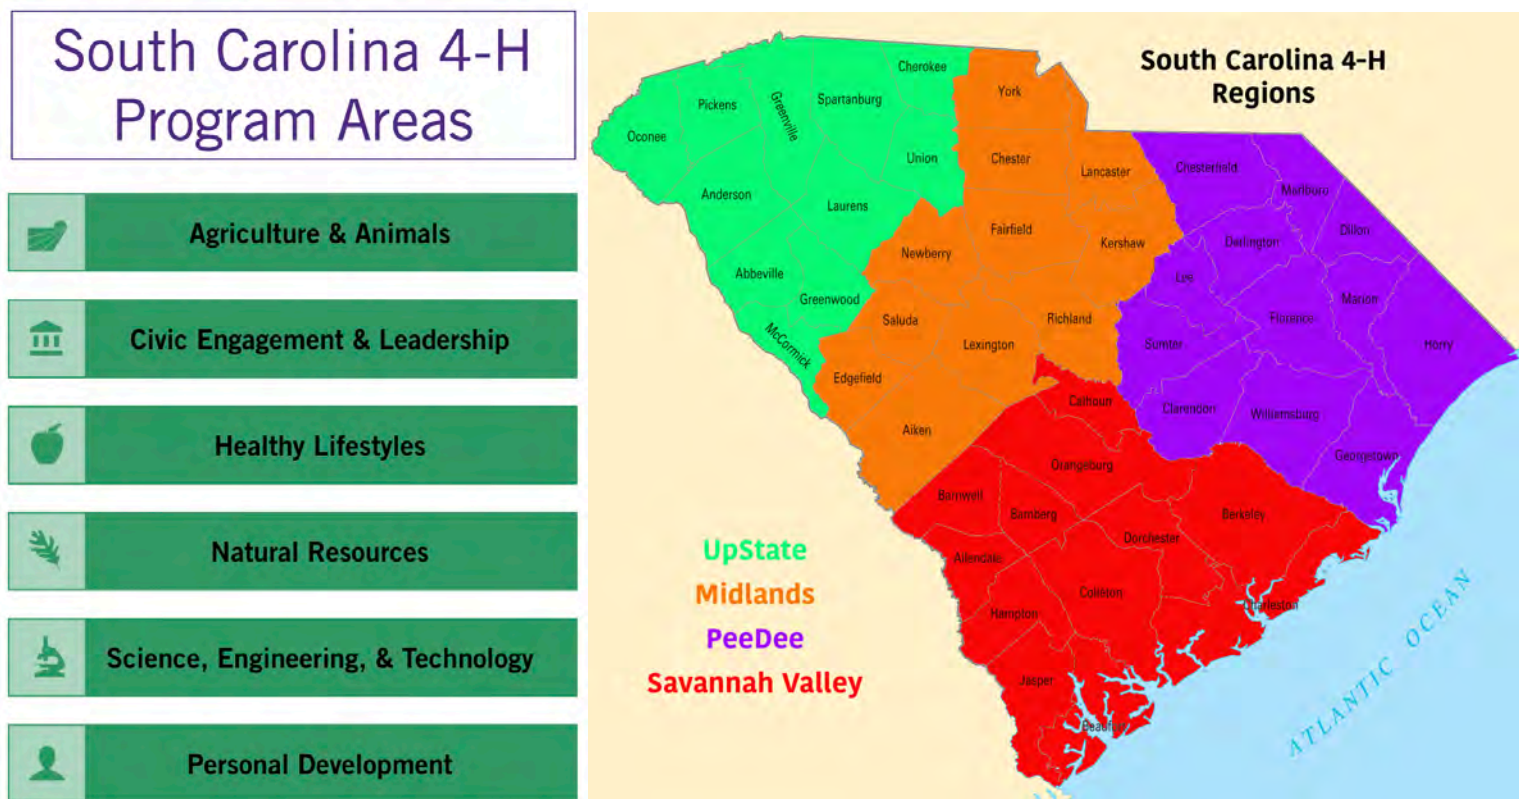 South Carolina 4-H
Program Areas
Agriculture & Animals
Civic Engagement & Leadership
Healthy Lifestyles
Natural Resources
Science, Engineering, & Technology
Personal Development
South Carolina 4-H
Regions
Cherokee
York
Pickens
Greenville
Spartanburg
Oconee
Union
Chester
Lancaster
Chesterfield
Marlboro
Anderson
Laurens
Fairfield
Kershaw
Darlington
Dillon
Newberry
Abbeville
Greenwood
Lee
Marion
Saluda
Richland
Florence
McCormick
Lexington
Sumter
Horry
Edgefield
Calhoun
Clarendon
Williamsburg
Aiken
Orangeburg
Georgetown
Barnwell
Bamberg
Berkeley
Dorchester
Allendale
Colleton
Charleston
Hampton
Jasper
Beaufort
UpState
Midlands
PeeDee
Savannah Valley
ATLANTIC OCEAN